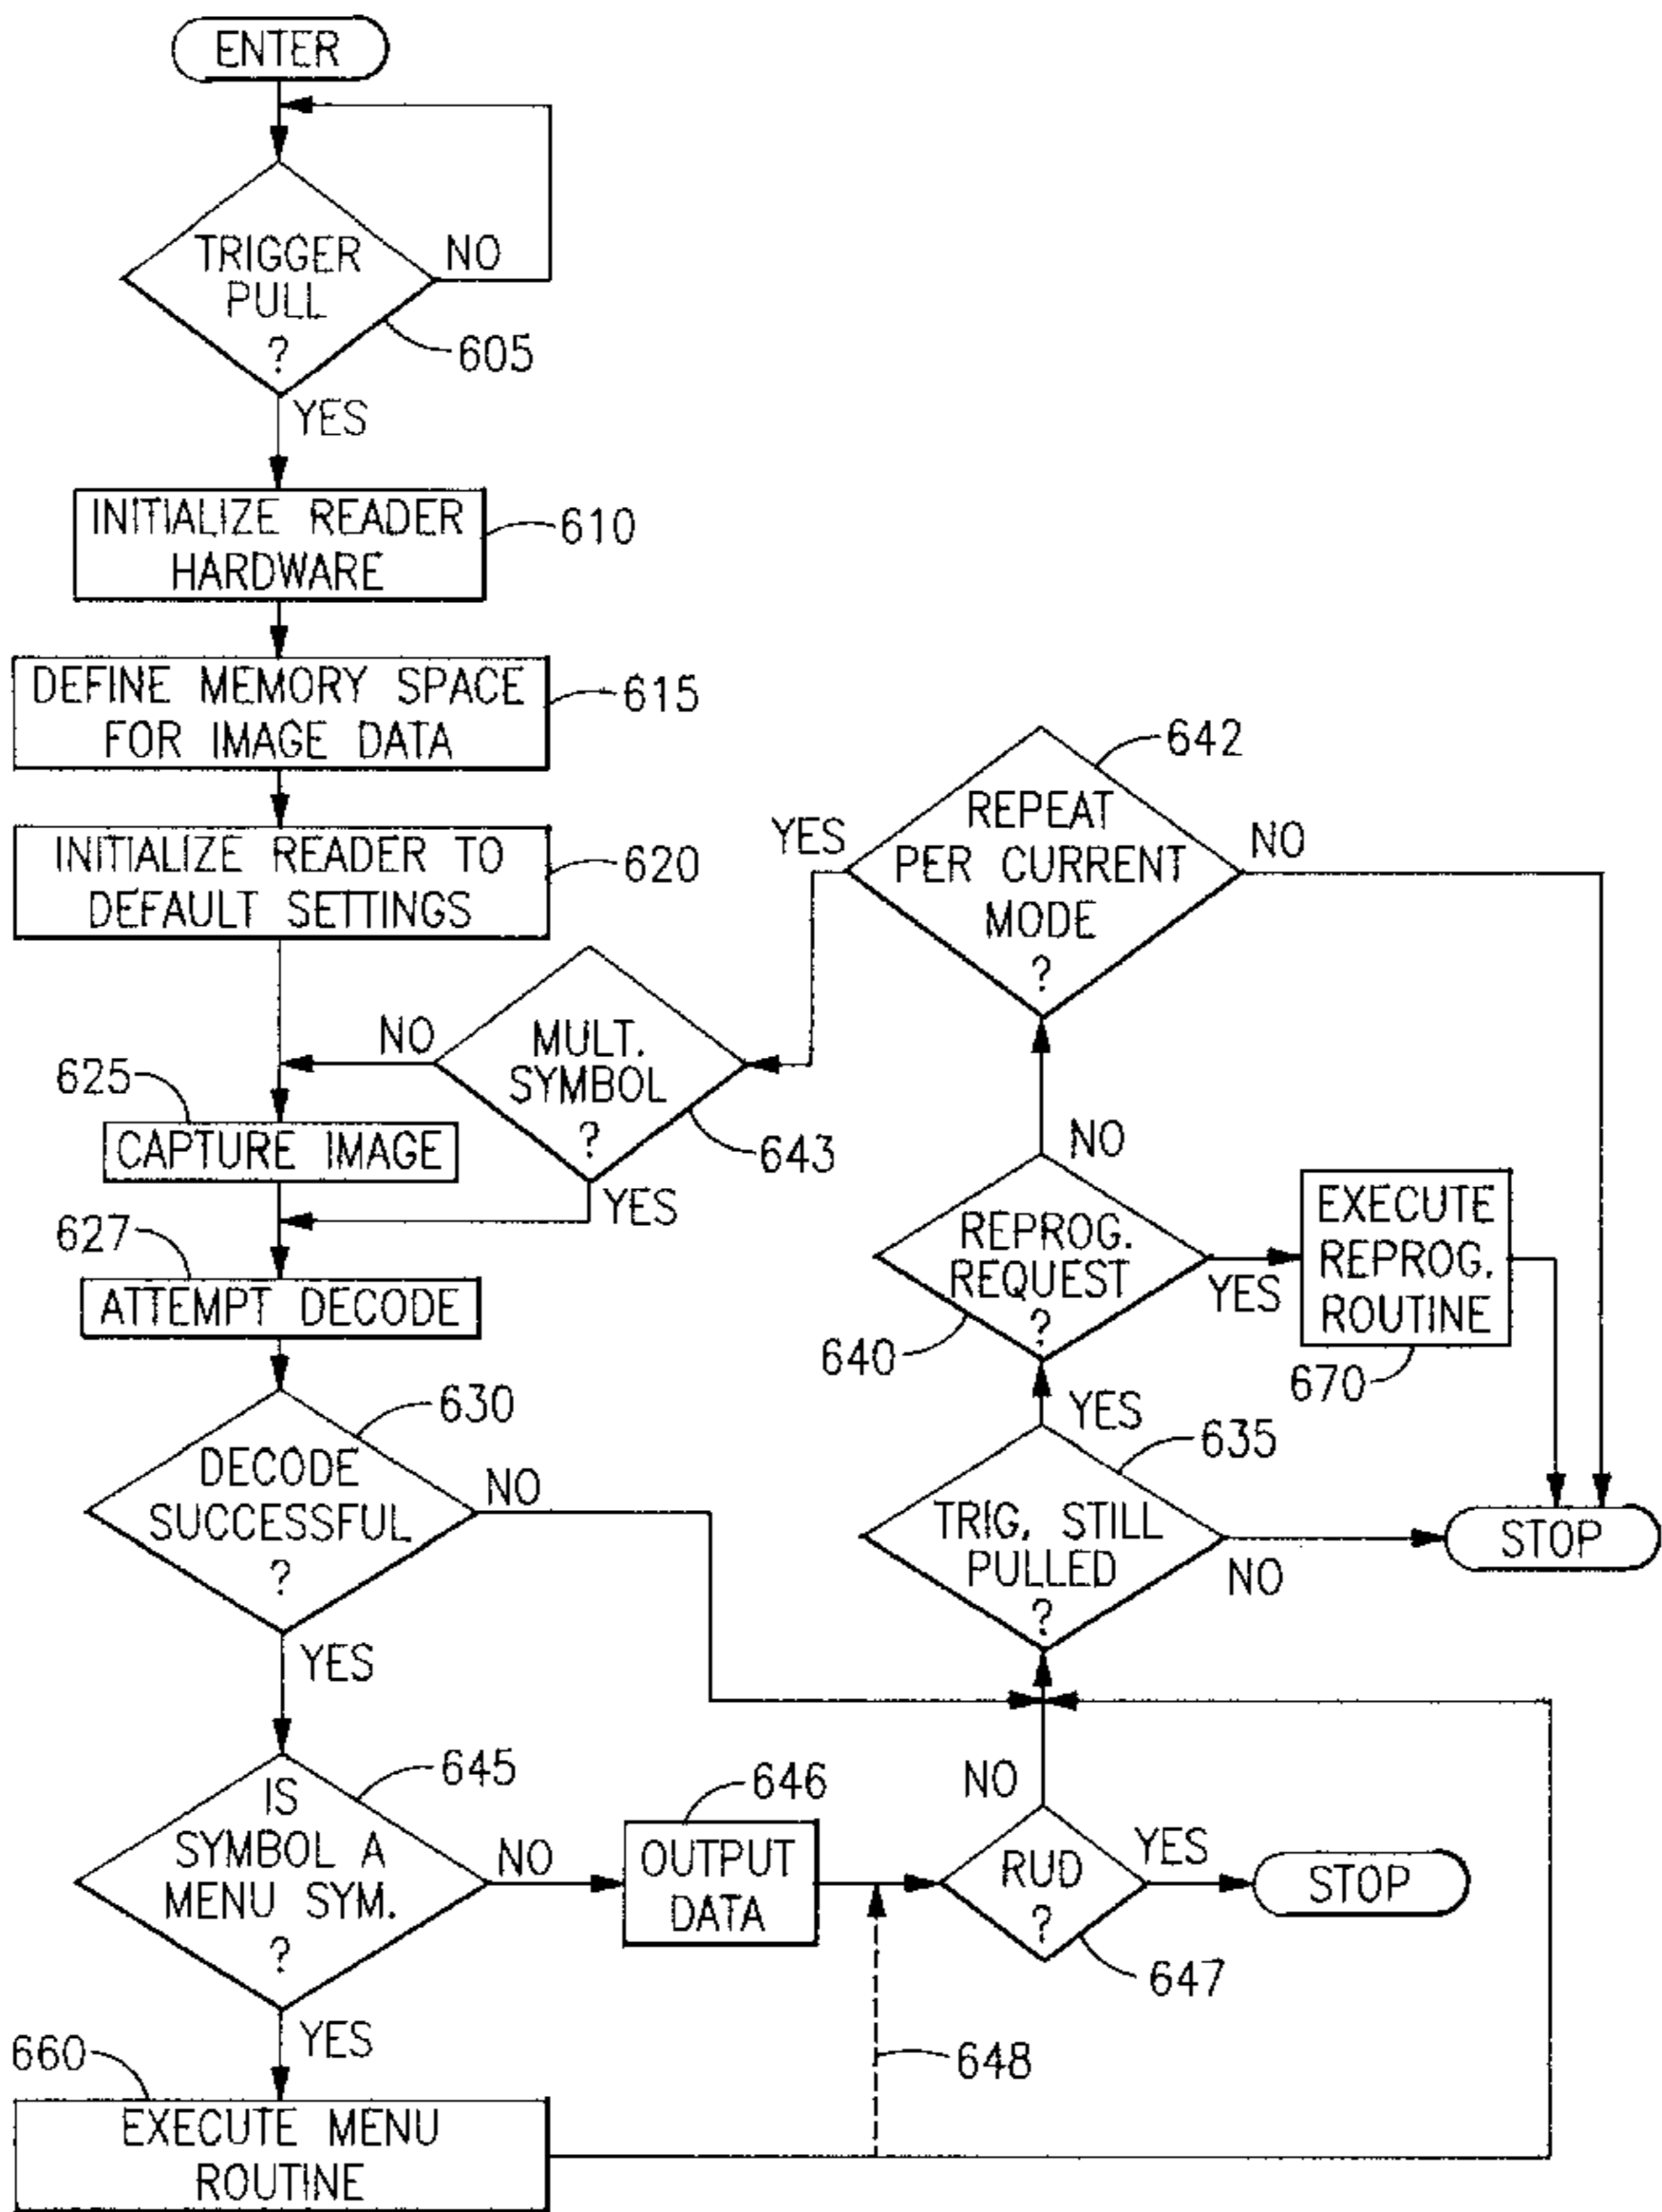 ENTER
TRIGGER
PULL
?
NO
605
YES
INITIALIZE READER
HARDWARE
610
DEFINE MEMORY SPACE
FOR IMAGE DATA
615
INITIALIZE READER TO
DEFAULT SETTINGS
620
642
REPEAT
PER CURRENT
MODE
?
YES
NO
MULT.
SYMBOL
?
NO
643
YES
625
CAPTURE IMAGE
627
ATTEMPT DECODE
REPROG.
REQUEST
?
NO
640
YES
EXECUTE
REPROG.
ROUTINE
670
630
DECODE
SUCCESSFUL
?
NO
YES
YES
635
TRIG. STILL
PULLED
?
NO
STOP
645
IS
SYMBOL A
MENU SYM.
?
NO
646
OUTPUT
DATA
NO
RUD
?
YES
STOP
647
YES
648
660
EXECUTE MENU
ROUTINE